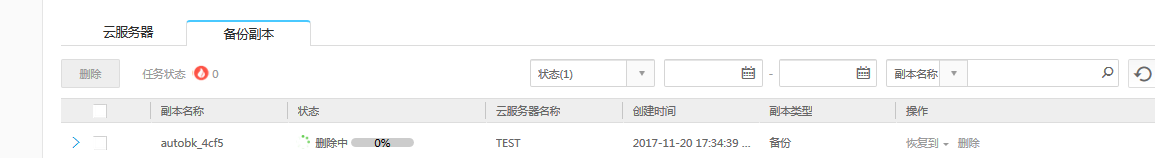 云服务器 备份副本
删除 任务状态 0 状态(1) - 副本名称
副本名称 状态 云服务器名称 创建时间 副本类型 操作
autobk_4cf5 删除中 0% TEST 2017-11-20 17:34:39 ... 备份 恢复到 删除